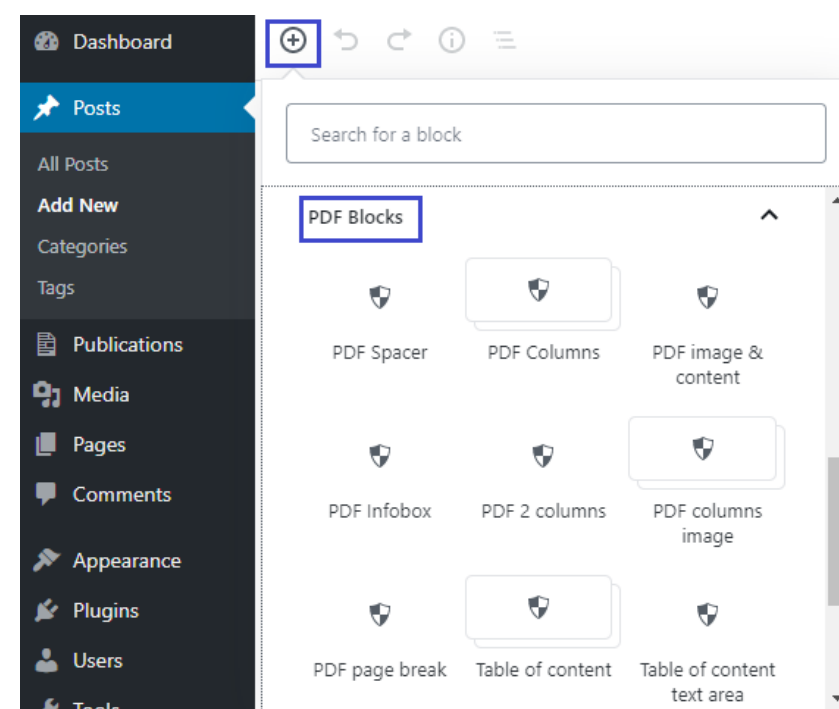 Dashboard
Posts
All Posts
Add New
Categories
Tags
Publications
Media
Pages
Comments
Appearance
Plugins
Users
Tools
Search for a block
PDF Blocks
PDF Spacer
PDF Columns
PDF image &
content
PDF Infobox
PDF 2 columns
PDF columns
image
PDF page break
Table of content
Table of content
text area